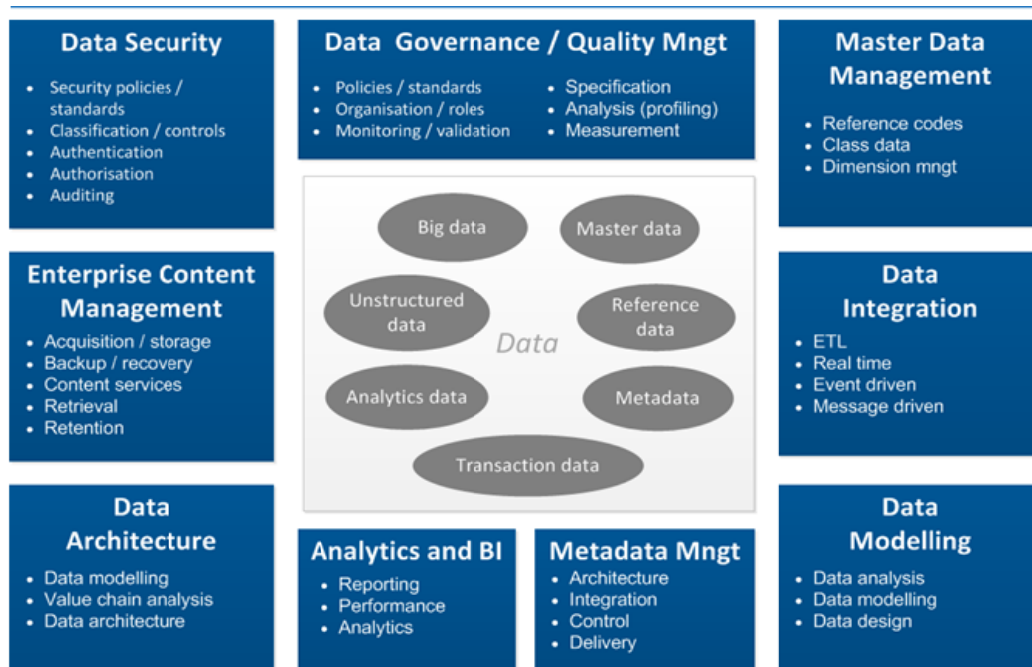 Data Security
• Security policies /
standards
• Classification / controls
• Authentication
• Authorisation
• Auditing
Data Governance / Quality Mngt
• Policies / standards
• Organisation / roles
• Monitoring / validation
• Specification
• Analysis (profiling)
• Measurement
Master Data
Management
• Reference codes
• Class data
• Dimension mngt
Enterprise Content
Management
• Acquisition / storage
• Backup / recovery
• Content services
• Retrieval
• Retention
Big data
Master data
Unstructured
data
Reference
data
Data
Analytics data
Metadata
Transaction data
Data
Integration
• ETL
• Real time
• Event driven
• Message driven
Data
Architecture
• Data modelling
• Value chain analysis
• Data architecture
Analytics and BI
• Reporting
• Performance
• Analytics
Metadata Mngt
• Architecture
• Integration
• Control
• Delivery
Data
Modelling
• Data analysis
• Data modelling
• Data design